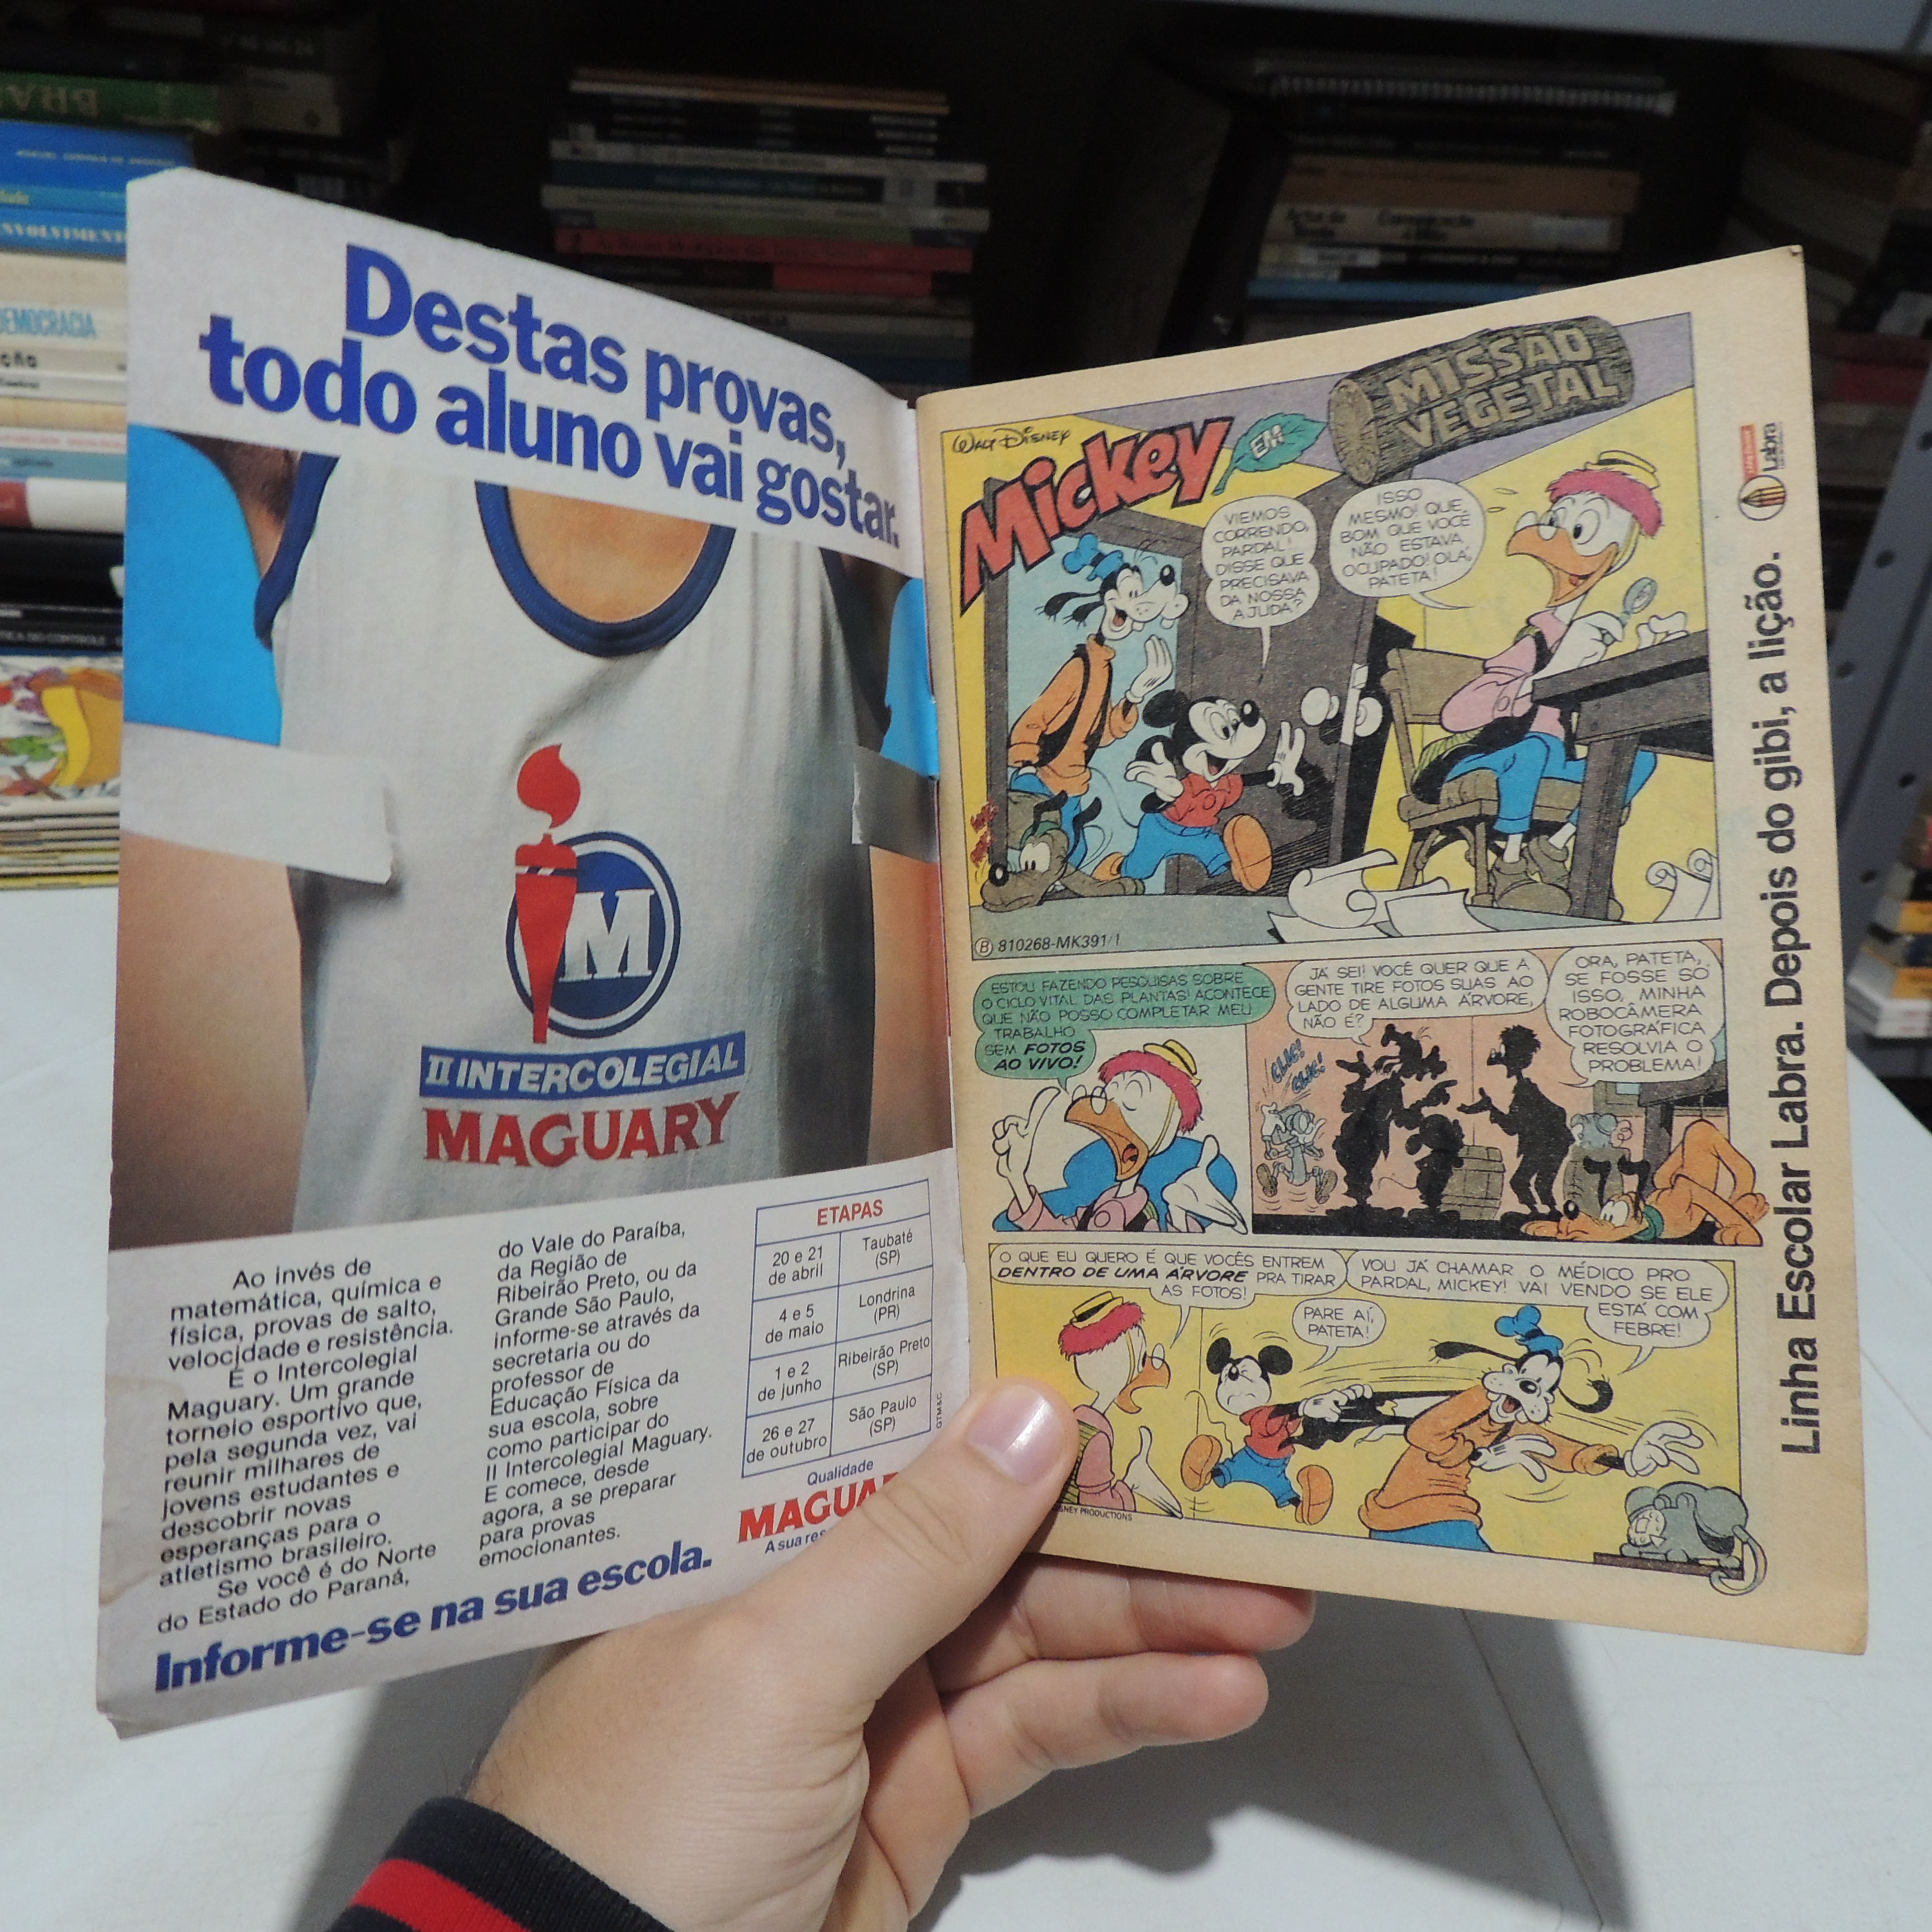 Destas provas,
todo aluno vai gostar.
M
II INTERCOLEGIAL
MAGUARY
Ao invés de
matemática, química e
física, provas de salto,
velocidade e resistência.
É o Intercolegial
Maguary. Um grande
torneio esportivo que,
pela segunda vez, vai
reunir milhares de
jovens estudantes e
descobrir novas
esperanças para o
atletismo brasileiro.
Se você é do Norte
do Estado do Paraná,
do Vale do Paraíba,
da Região de
Ribeirão Preto, ou da
Grande São Paulo,
informe-se através da
secretaria ou do
professor de
Educação Física da
sua escola, sobre
como participar do
II Intercolegial Maguary.
E comece, desde
agora, a se preparar
para provas
emocionantes.
ETAPAS
20 e 21
de abril
Taubaté
(SP)
4 e 5
de maio
Londrina
(PR)
1 e 2
de junho
Ribeirão Preto
(SP)
26 e 27
de outubro
São Paulo
(SP)
GTM&C
Qualidade
MAGUA
A sua res
Informe-se na sua escola.
WALT DISNEY
Mickey
EM
MISSÃO
VEGETAL
VIEMOS
CORRENDO,
PARDAL!
DISSE QUE
PRECISAVA
DA NOSSA
AJUDA?
ISSO
MESMO! QUE
BOM QUE VOCÊ
NÃO ESTAVA
OCUPADO! OLÁ,
PATETA!
B 810268-MK391/1
ESTOU FAZENDO PESQUISAS SOBRE
O CICLO VITAL DAS PLANTAS! ACONTECE
QUE NÃO POSSO COMPLETAR MEU
TRABALHO
SEM FOTOS
AO VIVO!
JÁ SEI! VOCÊ QUER QUE A
GENTE TIRE FOTOS SUAS AO
LADO DE ALGUMA ÁRVORE,
NÃO É?
CLIC!
CLIC!
ORA, PATETA,
SE FOSSE SÓ
ISSO, MINHA
ROBOCÂMERA
FOTOGRÁFICA
RESOLVIA O
PROBLEMA!
O QUE EU QUERO É QUE VOCÊS ENTREM
DENTRO DE UMA ÁRVORE PRA TIRAR
AS FOTOS!
PARE AÍ,
PATETA!
VOU JÁ CHAMAR O MÉDICO PRO
PARDAL, MICKEY! VAI VENDO SE ELE
ESTÁ COM
FEBRE!
DISNEY PRODUCTIONS
Linha Escolar Labra. Depois do gibi, a lição.
Labra
DEMOCRACIA